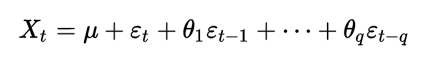 X_t = μ + ε_t + θ_1 ε_{t−1} + ··· + θ_q ε_{t−q}